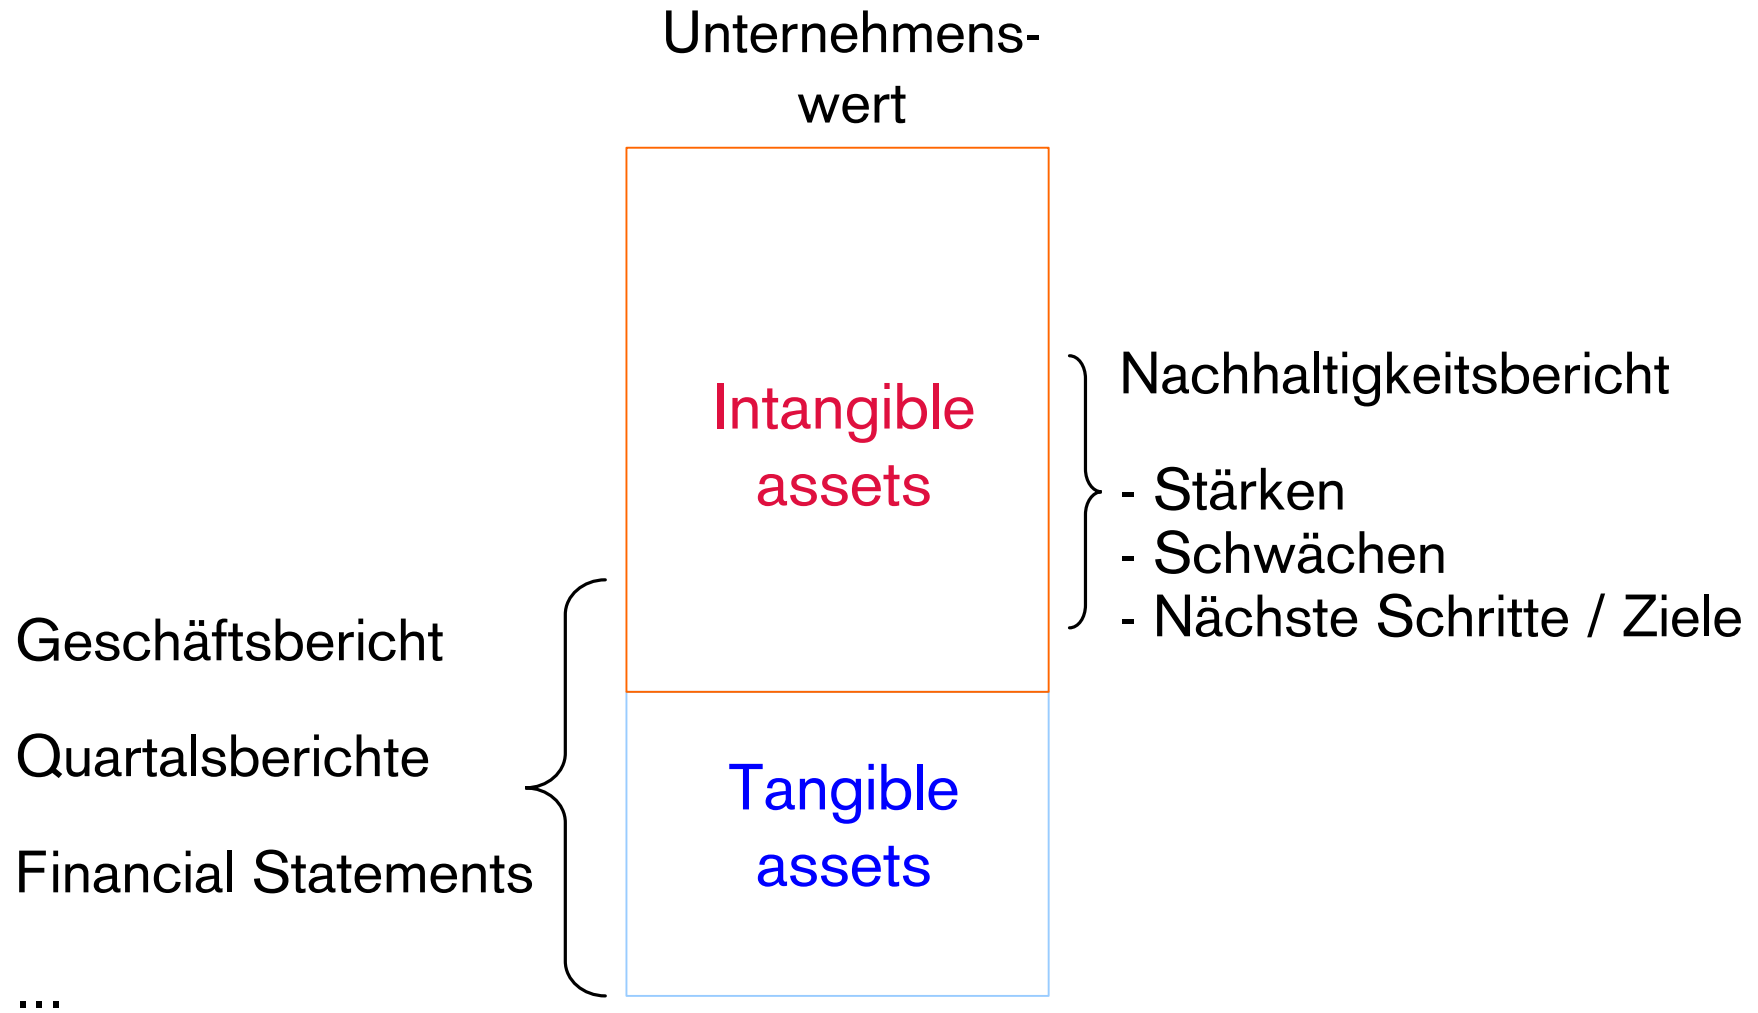 Unternehmens-
wert
Intangible
assets
Nachhaltigkeitsbericht
- Stärken
- Schwächen
- Nächste Schritte / Ziele
Geschäftsbericht
Quartalsberichte
Financial Statements
...
Tangible
assets